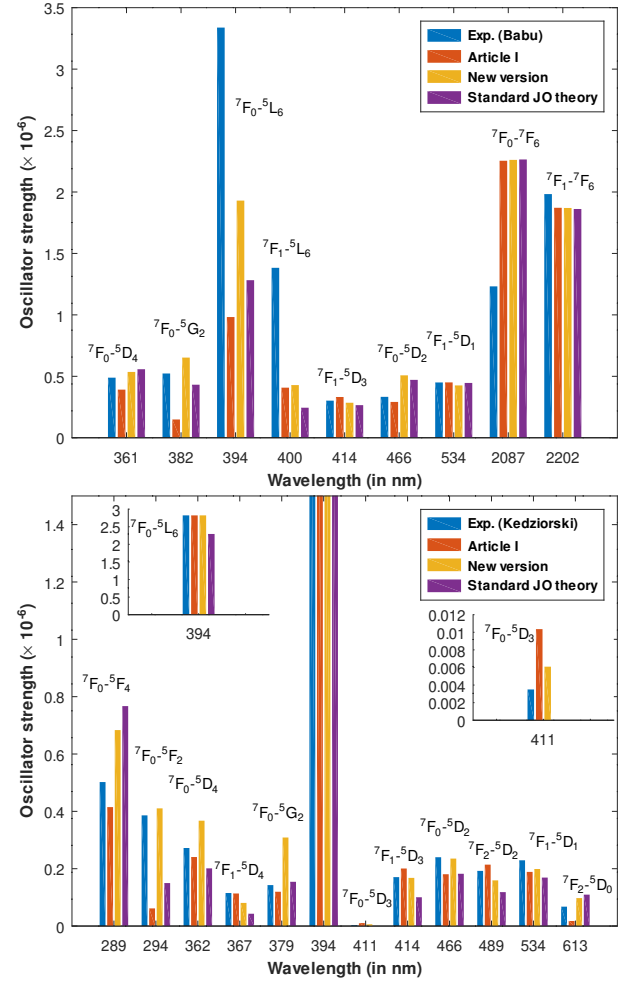 3.5
3
2.5
2
1.5
1
0.5
0
Oscillator strength (× 10⁻⁶)
Exp. (Babu)
Article I
New version
Standard JO theory
⁷F₀-⁵D₄
⁷F₀-⁵G₂
⁷F₀-⁵L₆
⁷F₁-⁵L₆
⁷F₁-⁵D₃
⁷F₀-⁵D₂
⁷F₁-⁵D₁
⁷F₀-⁷F₆
⁷F₁-⁷F₆
361 382 394 400 414 466 534 2087 2202
Wavelength (in nm)
1.4
1.2
1
0.8
0.6
0.4
0.2
0
Oscillator strength (× 10⁻⁶)
3
2.5
2
1.5
1
0.5
0
⁷F₀-⁵L₆
394
Exp. (Kedziorski)
Article I
New version
Standard JO theory
0.012
0.01
0.008
0.006
0.004
0.002
0
⁷F₀-⁵D₃
411
⁷F₀-⁵F₄
⁷F₀-⁵F₂
⁷F₀-⁵D₄
⁷F₁-⁵D₄
⁷F₀-⁵G₂
⁷F₀-⁵D₃
⁷F₁-⁵D₃
⁷F₀-⁵D₂
⁷F₂-⁵D₂
⁷F₁-⁵D₁
⁷F₂-⁵D₀
289 294 362 367 379 394 411 414 466 489 534 613
Wavelength (in nm)